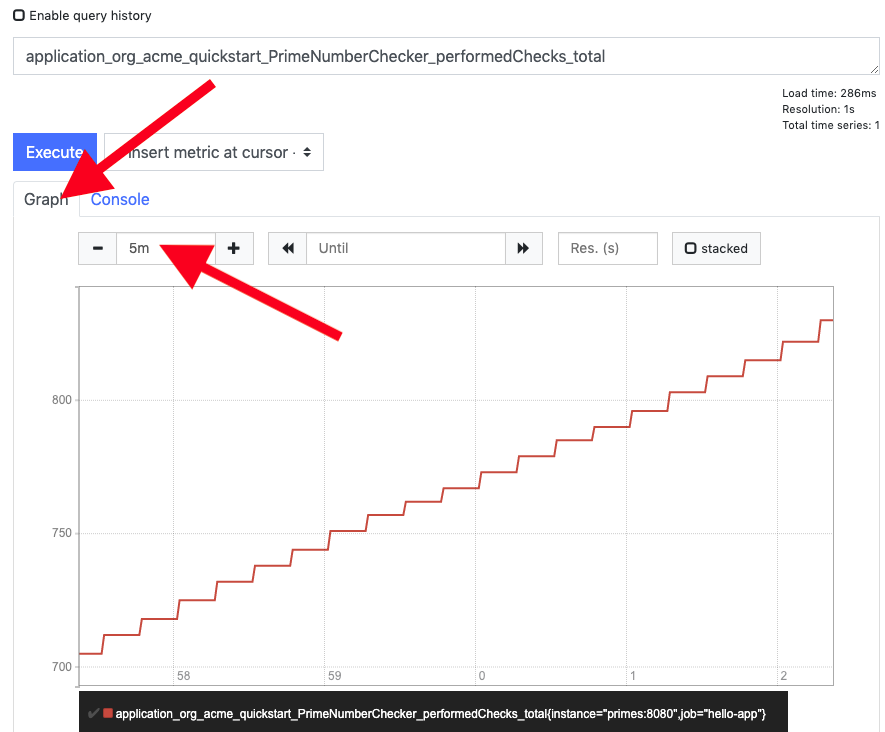 Enable query history
application_org_acme_quickstart_PrimeNumberChecker_performedChecks_total
Load time: 286ms
Resolution: 1s
Total time series: 1
Execute
insert metric at cursor -
Graph
Console
5m
Until
Res. (s)
stacked
800
750
700
58
59
0
1
2
application_org_acme_quickstart_PrimeNumberChecker_performedChecks_total{instance="primes:8080",job="hello-app"}